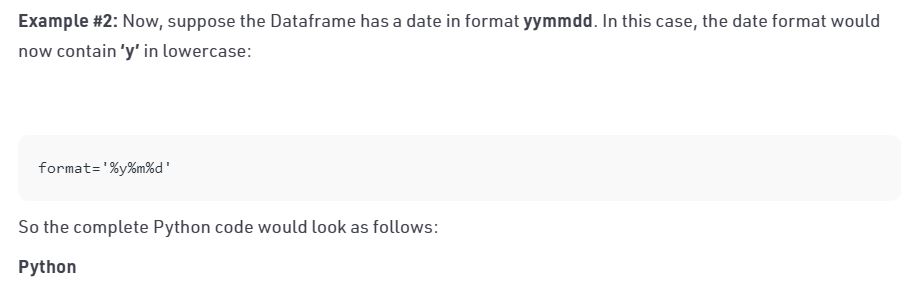 Example #2: Now, suppose the Dataframe has a date in format yymmdd. In this case, the date format would
now contain 'y' in lowercase:
format='%y%m%d'
So the complete Python code would look as follows:
Python